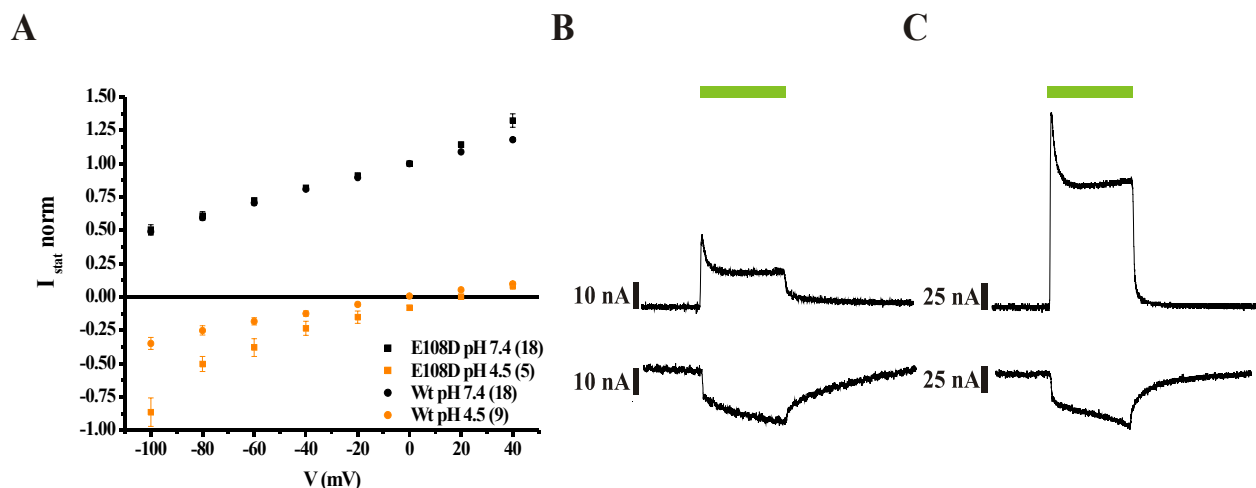 A
B
C
1.50
1.25
1.00
0.75
0.50
0.25
0.00
-0.25
-0.50
-0.75
-1.00
I stat norm
-100 -80 -60 -40 -20 0 20 40
V (mV)
E108D pH 7.4 (18)
E108D pH 4.5 (5)
Wt pH 7.4 (18)
Wt pH 4.5 (9)
10 nA
10 nA
25 nA
25 nA